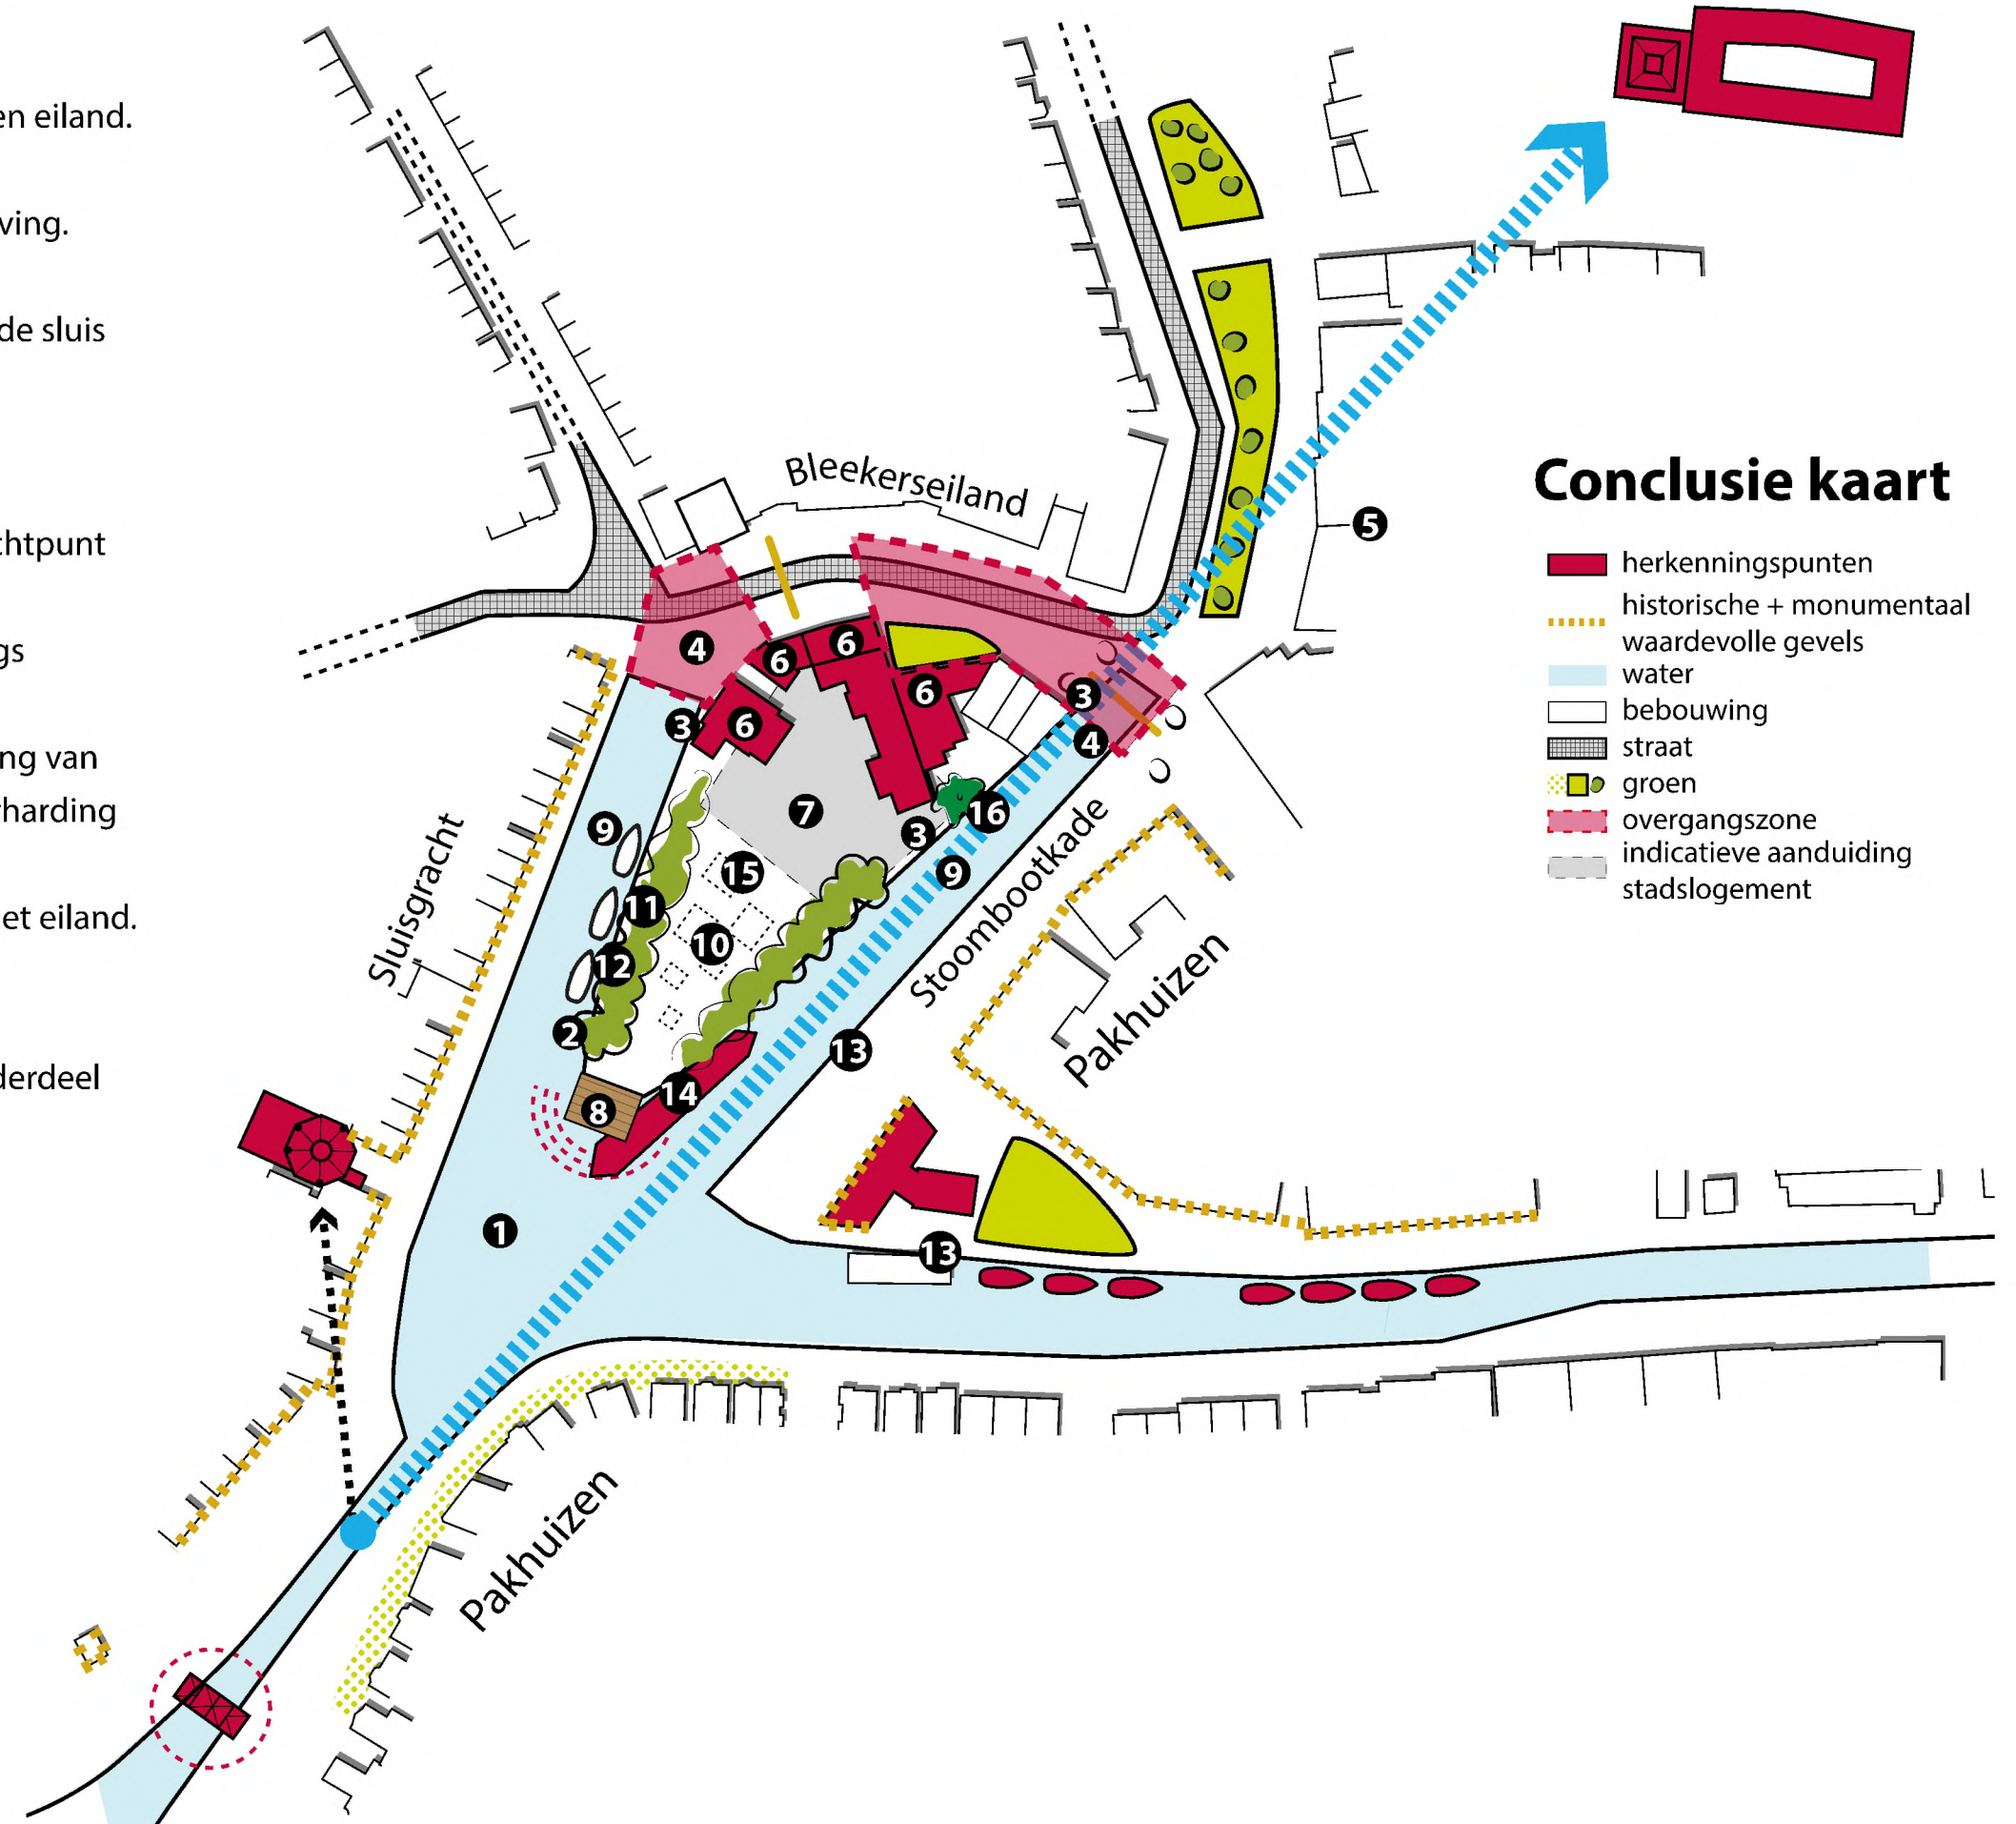 en eiland.
ving.
de sluis
chtpunt
gs
ng van
harding
et eiland.
derdeel
Bleekerseiland
Sluisgracht
Stoombootkade
Pakhuizen
Pakhuizen
5
4
6
6
6
6
3
3
4
7
16
3
9
9
15
11
10
12
2
13
14
8
1
13
Conclusie kaart
herkenningspunten
historische + monumentaal
waardevolle gevels
water
bebouwing
straat
groen
overgangszone
indicatieve aanduiding
stadslogement